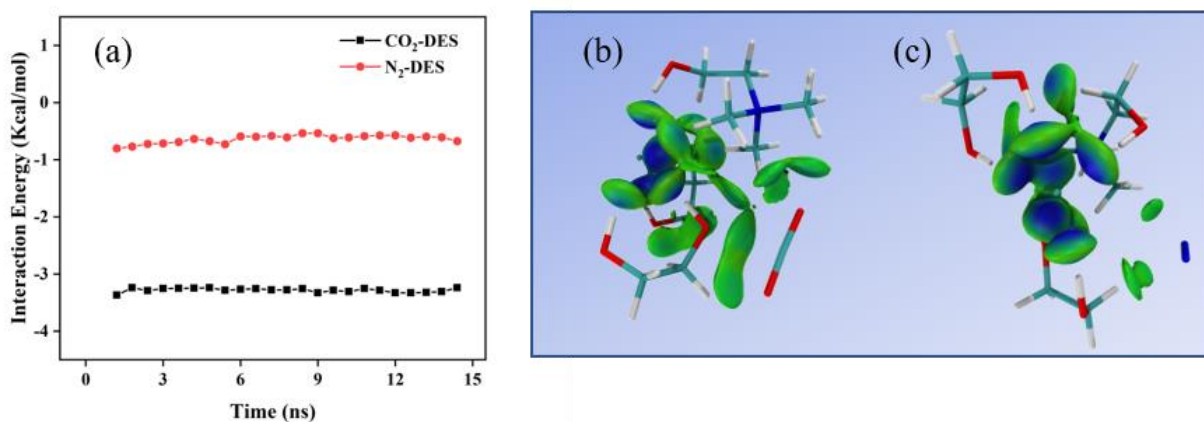 (a)
CO₂-DES
N₂-DES
Interaction Energy (Kcal/mol)
1
0
-1
-2
-3
-4
0 3 6 9 12 15
Time (ns)
(b)
(c)